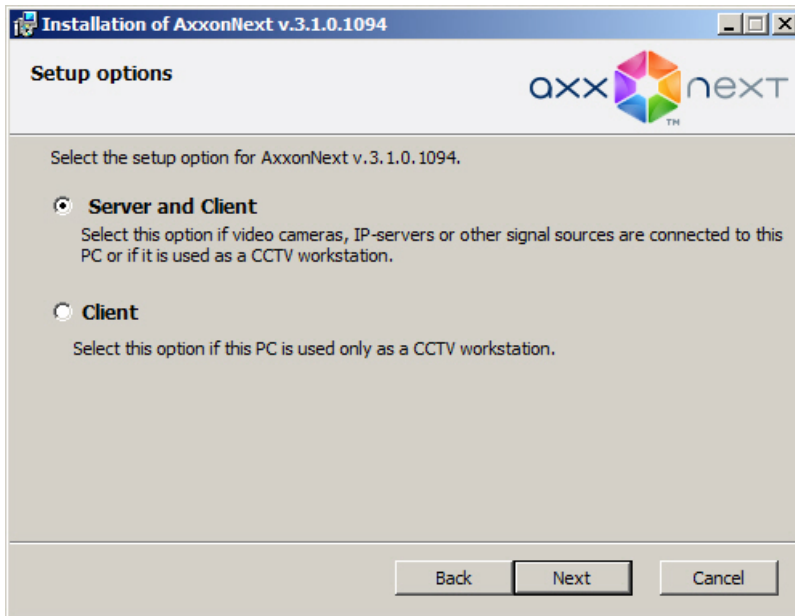 Installation of AxxonNext v.3.1.0.1094
Setup options
axx next
TM
Select the setup option for AxxonNext v.3.1.0.1094.
Server and Client
Select this option if video cameras, IP-servers or other signal sources are connected to this
PC or if it is used as a CCTV workstation.
Client
Select this option if this PC is used only as a CCTV workstation.
Back Next Cancel